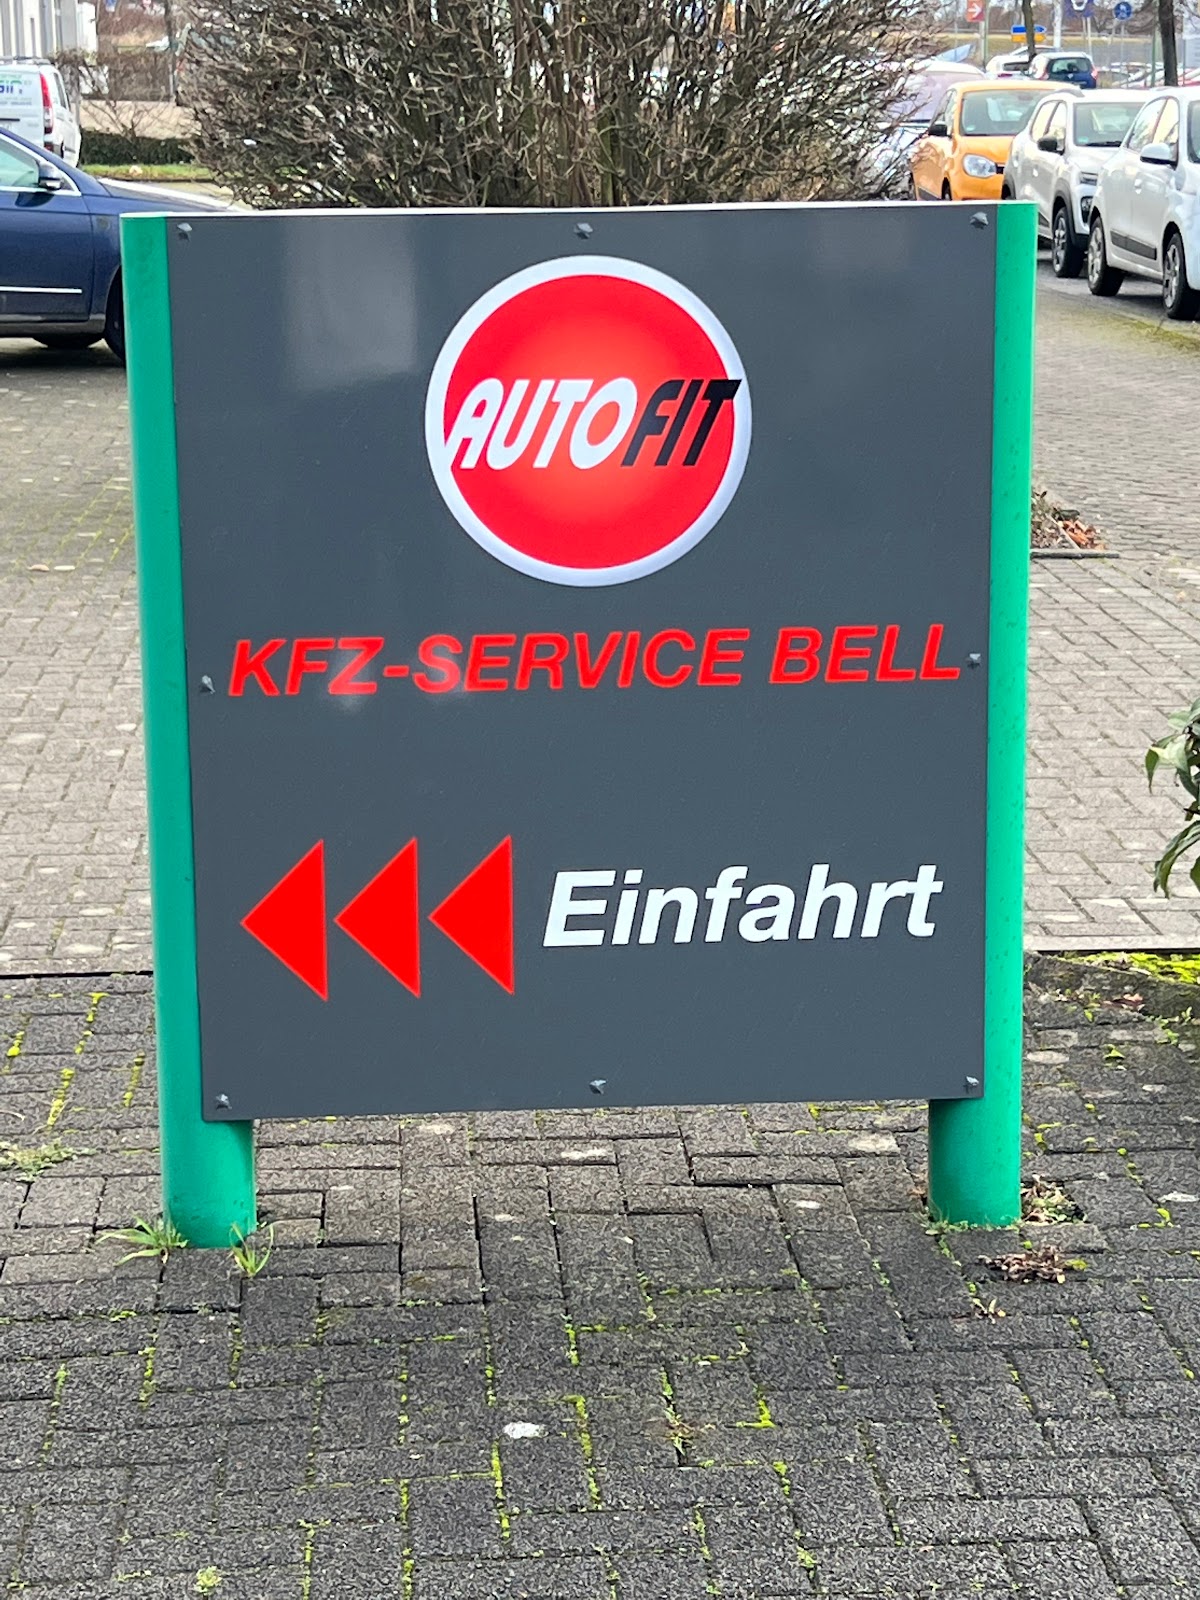 AUTOFIT
KFZ-SERVICE BELL
Einfahrt